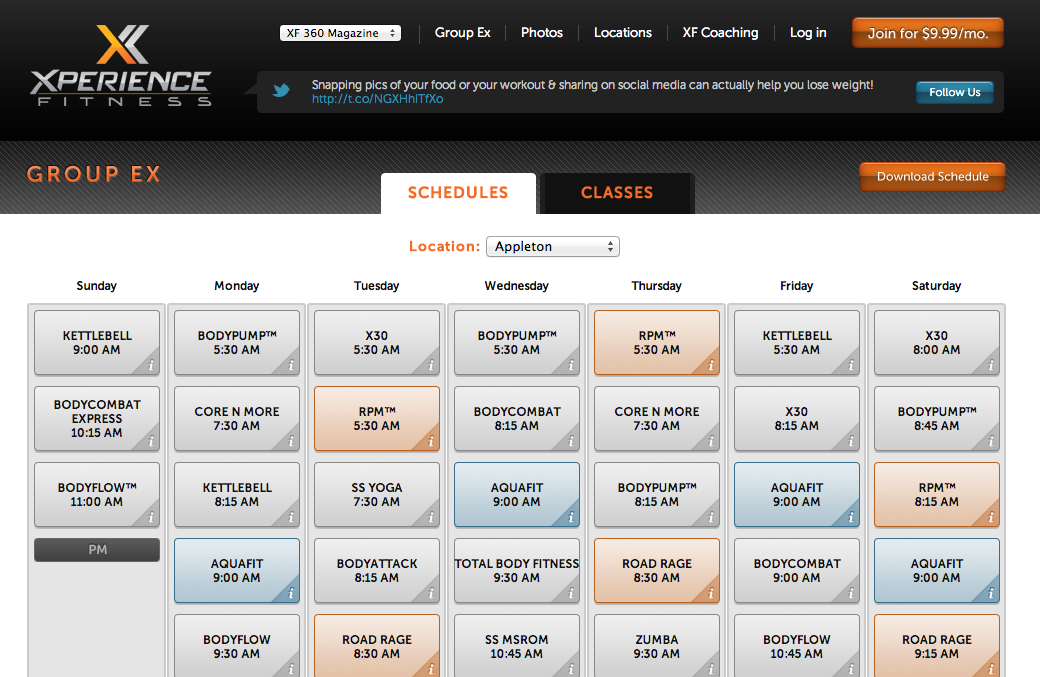 XPERIENCE
FITNESS
XF 360 Magazine
Group Ex
Photos
Locations
XF Coaching
Log in
Join for $9.99/mo.
Snapping pics of your food or your workout & sharing on social media can actually help you lose weight!
http://t.co/NGXHhlTfXo
Follow Us
GROUP EX
SCHEDULES
CLASSES
Download Schedule
Location: Appleton
Sunday
Monday
Tuesday
Wednesday
Thursday
Friday
Saturday
KETTLEBELL
9:00 AM
i
BODYPUMP™
5:30 AM
i
X30
5:30 AM
i
BODYPUMP™
5:30 AM
i
RPM™
5:30 AM
i
KETTLEBELL
5:30 AM
i
X30
8:00 AM
i
BODYCOMBAT
EXPRESS
10:15 AM
i
CORE N MORE
7:30 AM
i
RPM™
5:30 AM
i
BODYCOMBAT
8:15 AM
i
CORE N MORE
7:30 AM
i
X30
8:15 AM
i
BODYPUMP™
8:45 AM
i
BODYFLOW™
11:00 AM
i
KETTLEBELL
8:15 AM
i
SS YOGA
7:30 AM
i
AQUAFIT
9:00 AM
i
BODYPUMP™
8:15 AM
i
AQUAFIT
9:00 AM
i
RPM™
8:15 AM
i
PM
AQUAFIT
9:00 AM
i
BODYATTACK
8:15 AM
i
TOTAL BODY FITNESS
9:30 AM
i
ROAD RAGE
8:30 AM
i
BODYCOMBAT
9:00 AM
i
AQUAFIT
9:00 AM
i
BODYFLOW
9:30 AM
i
ROAD RAGE
8:30 AM
i
SS MSROM
10:45 AM
i
ZUMBA
9:30 AM
i
BODYFLOW
10:45 AM
i
ROAD RAGE
9:15 AM
i